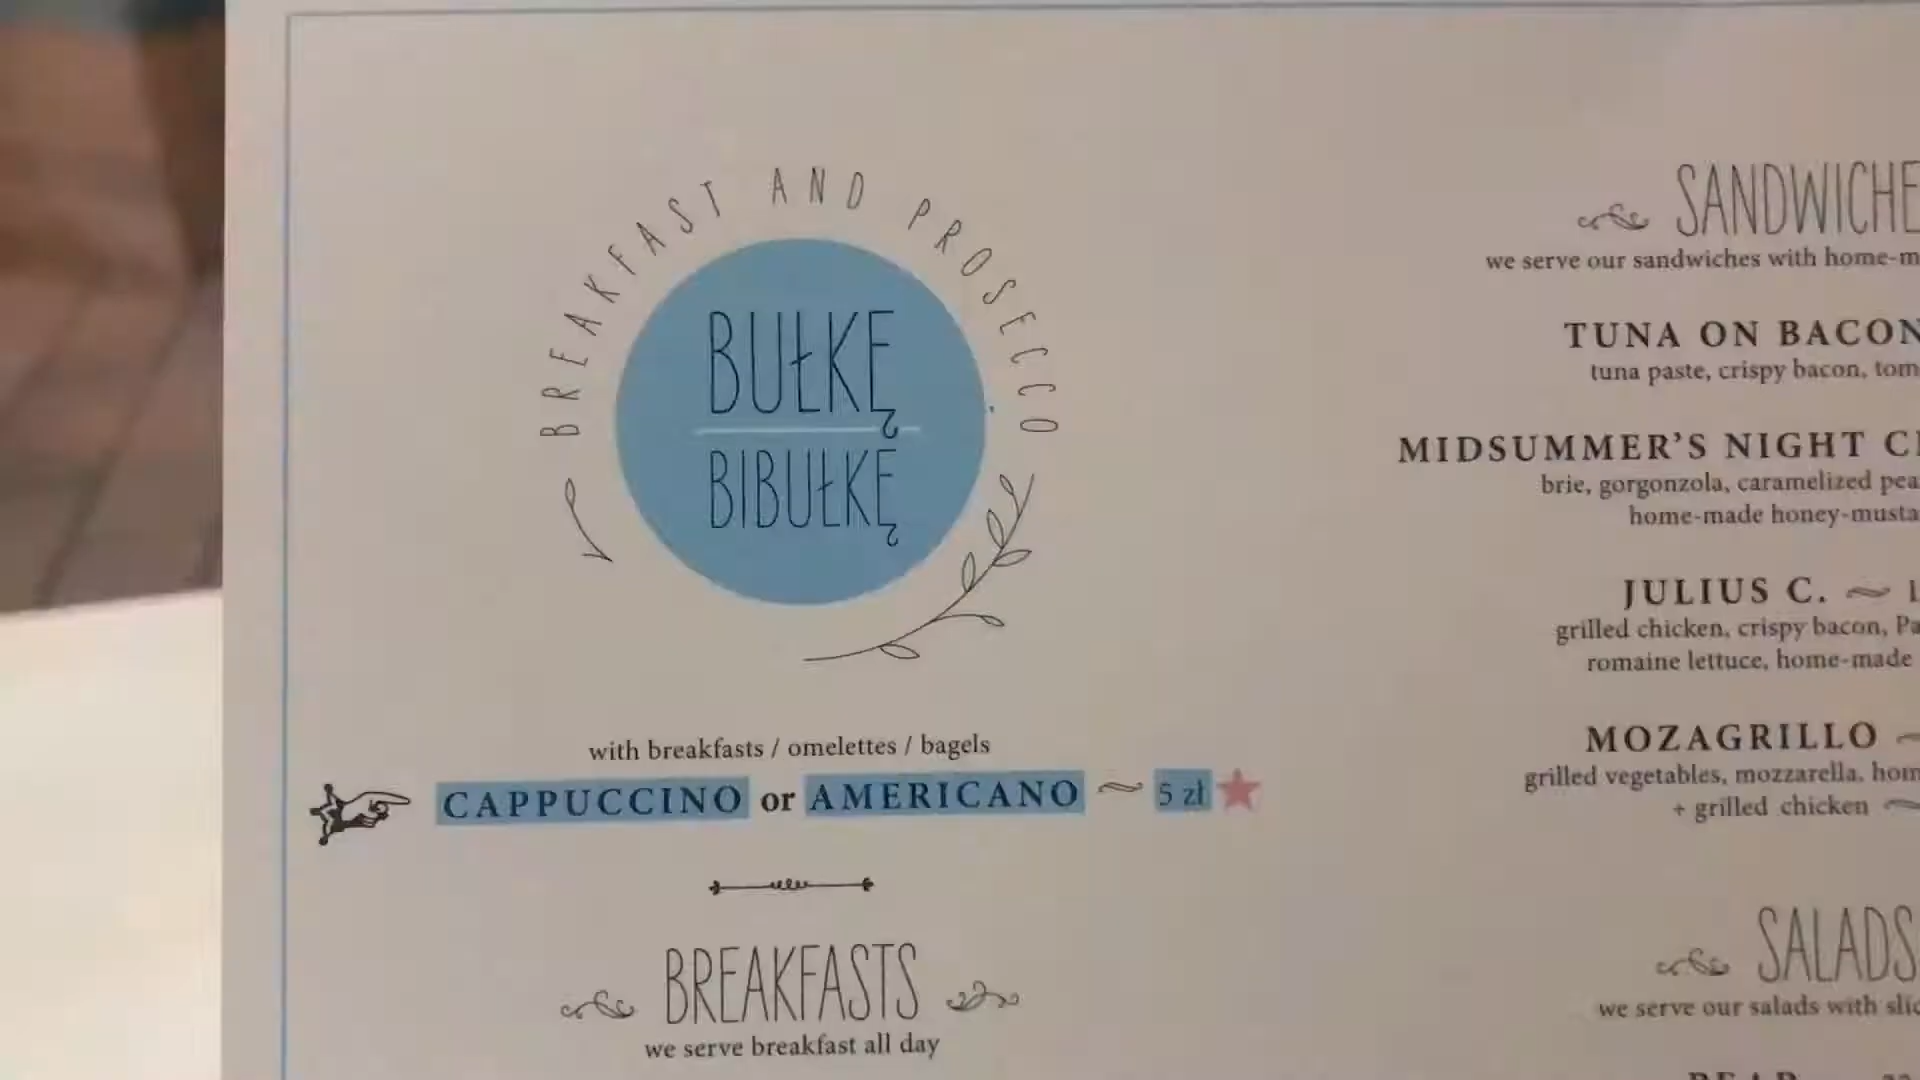 BREAKFAST AND PROSECCO
BUŁKĘ
BIBUŁKĘ
with breakfasts / omelettes / bagels
CAPPUCCINO or AMERICANO ~ 5 zł
BREAKFASTS
we serve breakfast all day
SANDWICHE
we serve our sandwiches with home-m
TUNA ON BACON
tuna paste, crispy bacon, tom
MIDSUMMER'S NIGHT
brie, gorgonzola, caramelized pea
home-made honey-musta
JULIUS C. ~
grilled chicken, crispy bacon, Pa
romaine lettuce, home-made
MOZAGRILLO ~
grilled vegetables, mozzarella, hom
+ grilled chicken ~
SALADS
we serve our salads with slic